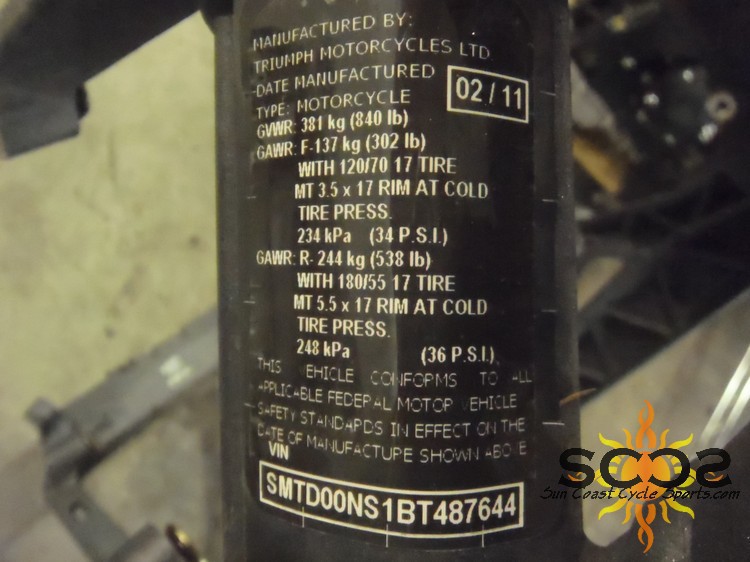 MANUFACTURED BY:
TRIUMPH MOTORCYCLES LTD.
DATE MANUFACTURED 02 / 11
TYPE: MOTORCYCLE
GVWR: 381 kg (840 lb)
GAWR: F-137 kg (302 lb)
WITH 120/70 17 TIRE
MT 3.5 x 17 RIM AT COLD
TIRE PRESS.
234 kPa (34 P.S.I.)
GAWR: R- 244 kg (538 lb)
WITH 180/55 17 TIRE
MT 5.5 x 17 RIM AT COLD
TIRE PRESS.
248 kPa (36 P.S.I.)
THIS VEHICLE CONFORMS TO ALL
APPLICABLE FEDERAL MOTOR VEHICLE
SAFETY STANDARDS IN EFFECT ON THE
DATE OF MANUFACTURE SHOWN ABOVE
VIN
SMTD00NS1BT487644
SCCS
Sun Coast Cycle Sports.com